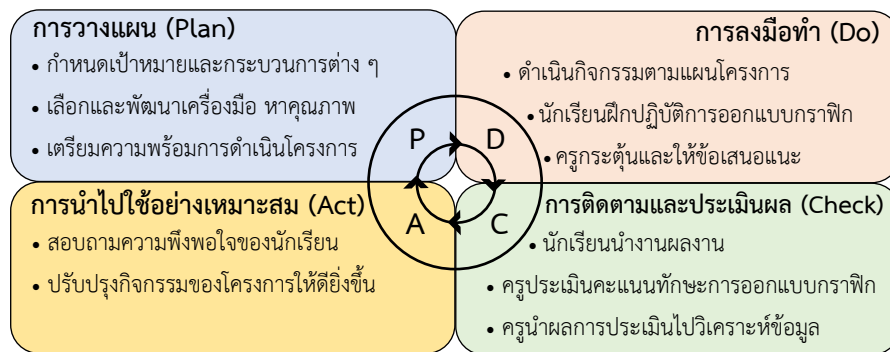 การวางแผน (Plan)
• กำหนดเป้าหมายและกระบวนการต่าง ๆ
• เลือกและพัฒนาเครื่องมือ หาคุณภาพ
• เตรียมความพร้อมการดำเนินโครงการ
การลงมือทำ (Do)
• ดำเนินกิจกรรมตามแผนโครงการ
• นักเรียนฝึกปฏิบัติการออกแบบกราฟิก
• ครูกระตุ้นและให้ข้อเสนอแนะ
P D
A C
การนำไปใช้อย่างเหมาะสม (Act)
• สอบถามความพึงพอใจของนักเรียน
• ปรับปรุงกิจกรรมของโครงการให้ดียิ่งขึ้น
การติดตามและประเมินผล (Check)
• นักเรียนนำงานผลงาน
• ครูประเมินคะแนนทักษะการออกแบบกราฟิก
• ครูนำผลการประเมินไปวิเคราะห์ข้อมูล